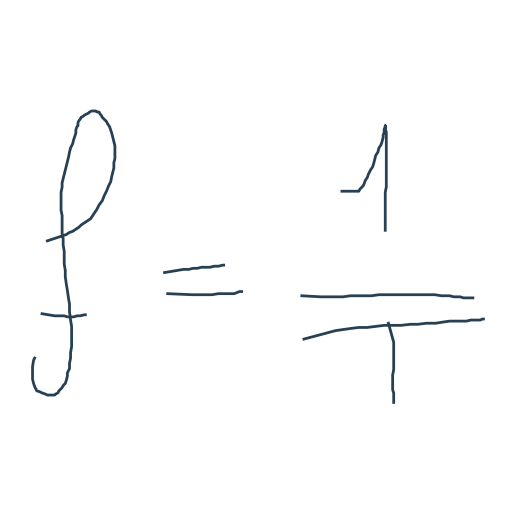 f = 1/T